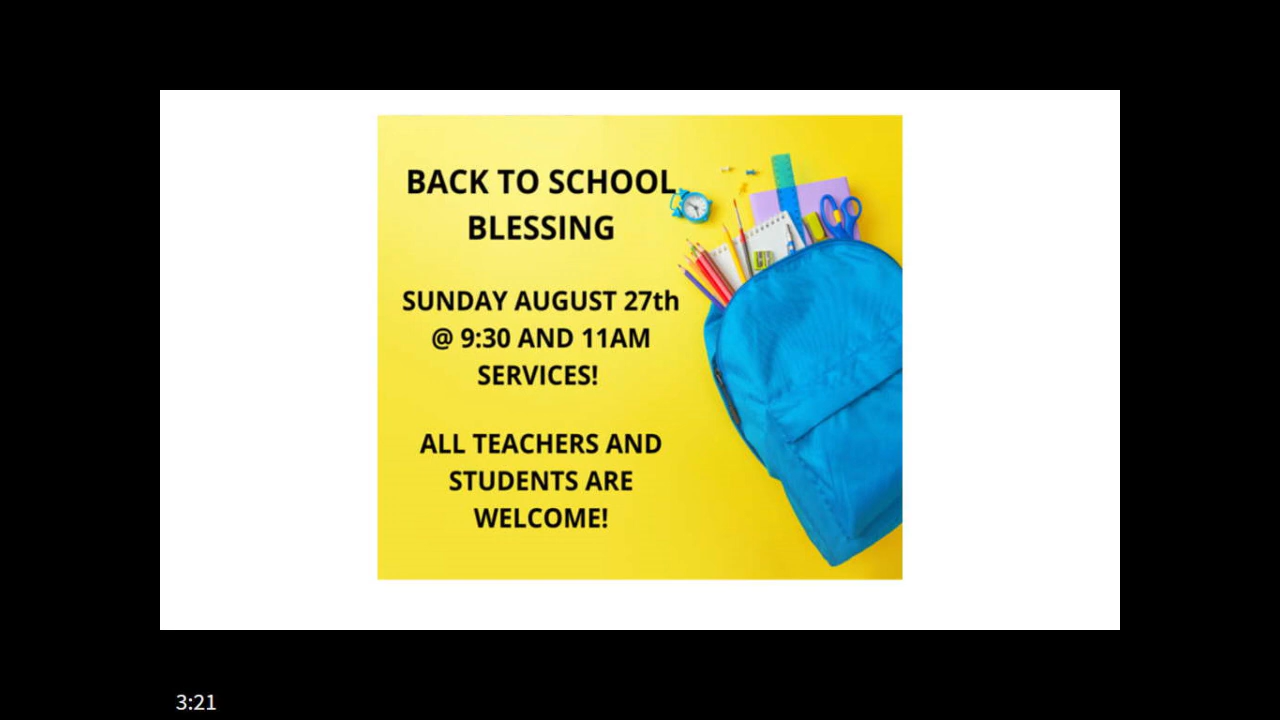 BACK TO SCHOOL
BLESSING
SUNDAY AUGUST 27th
@ 9:30 AND 11AM
SERVICES!
ALL TEACHERS AND
STUDENTS ARE
WELCOME!
3:21